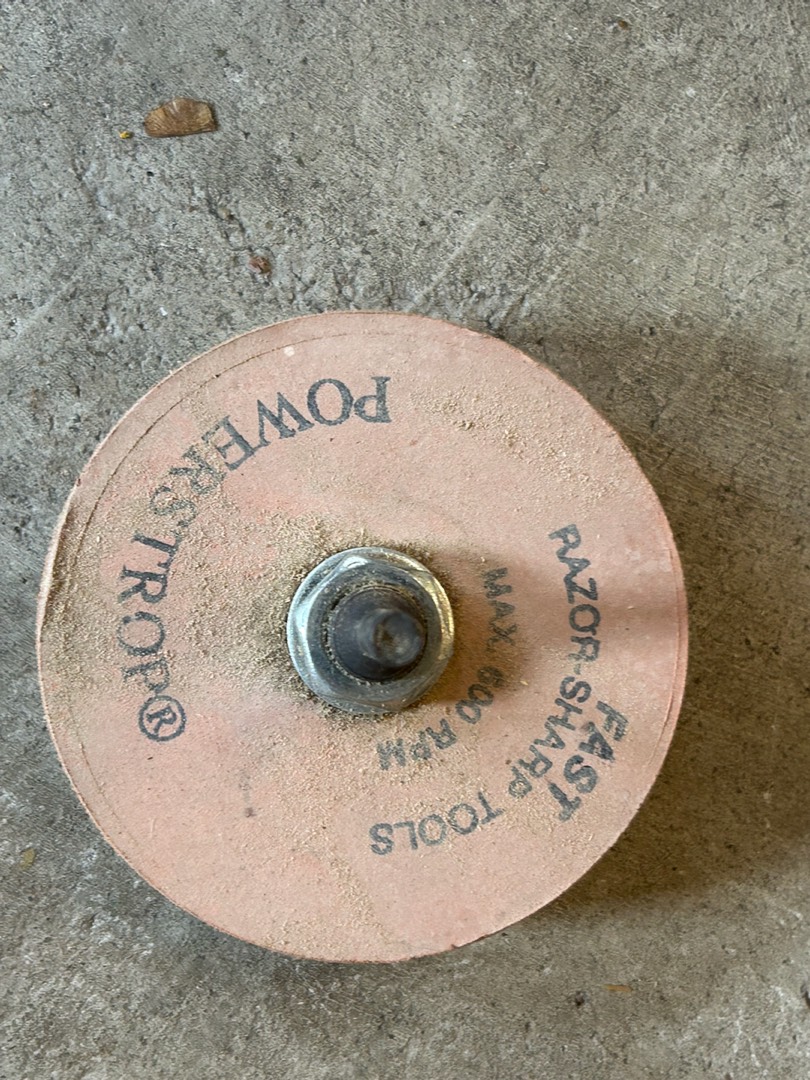 POWERSTROP®
FAST
RAZOR-SHARP TOOLS
MAX. 600 RPM